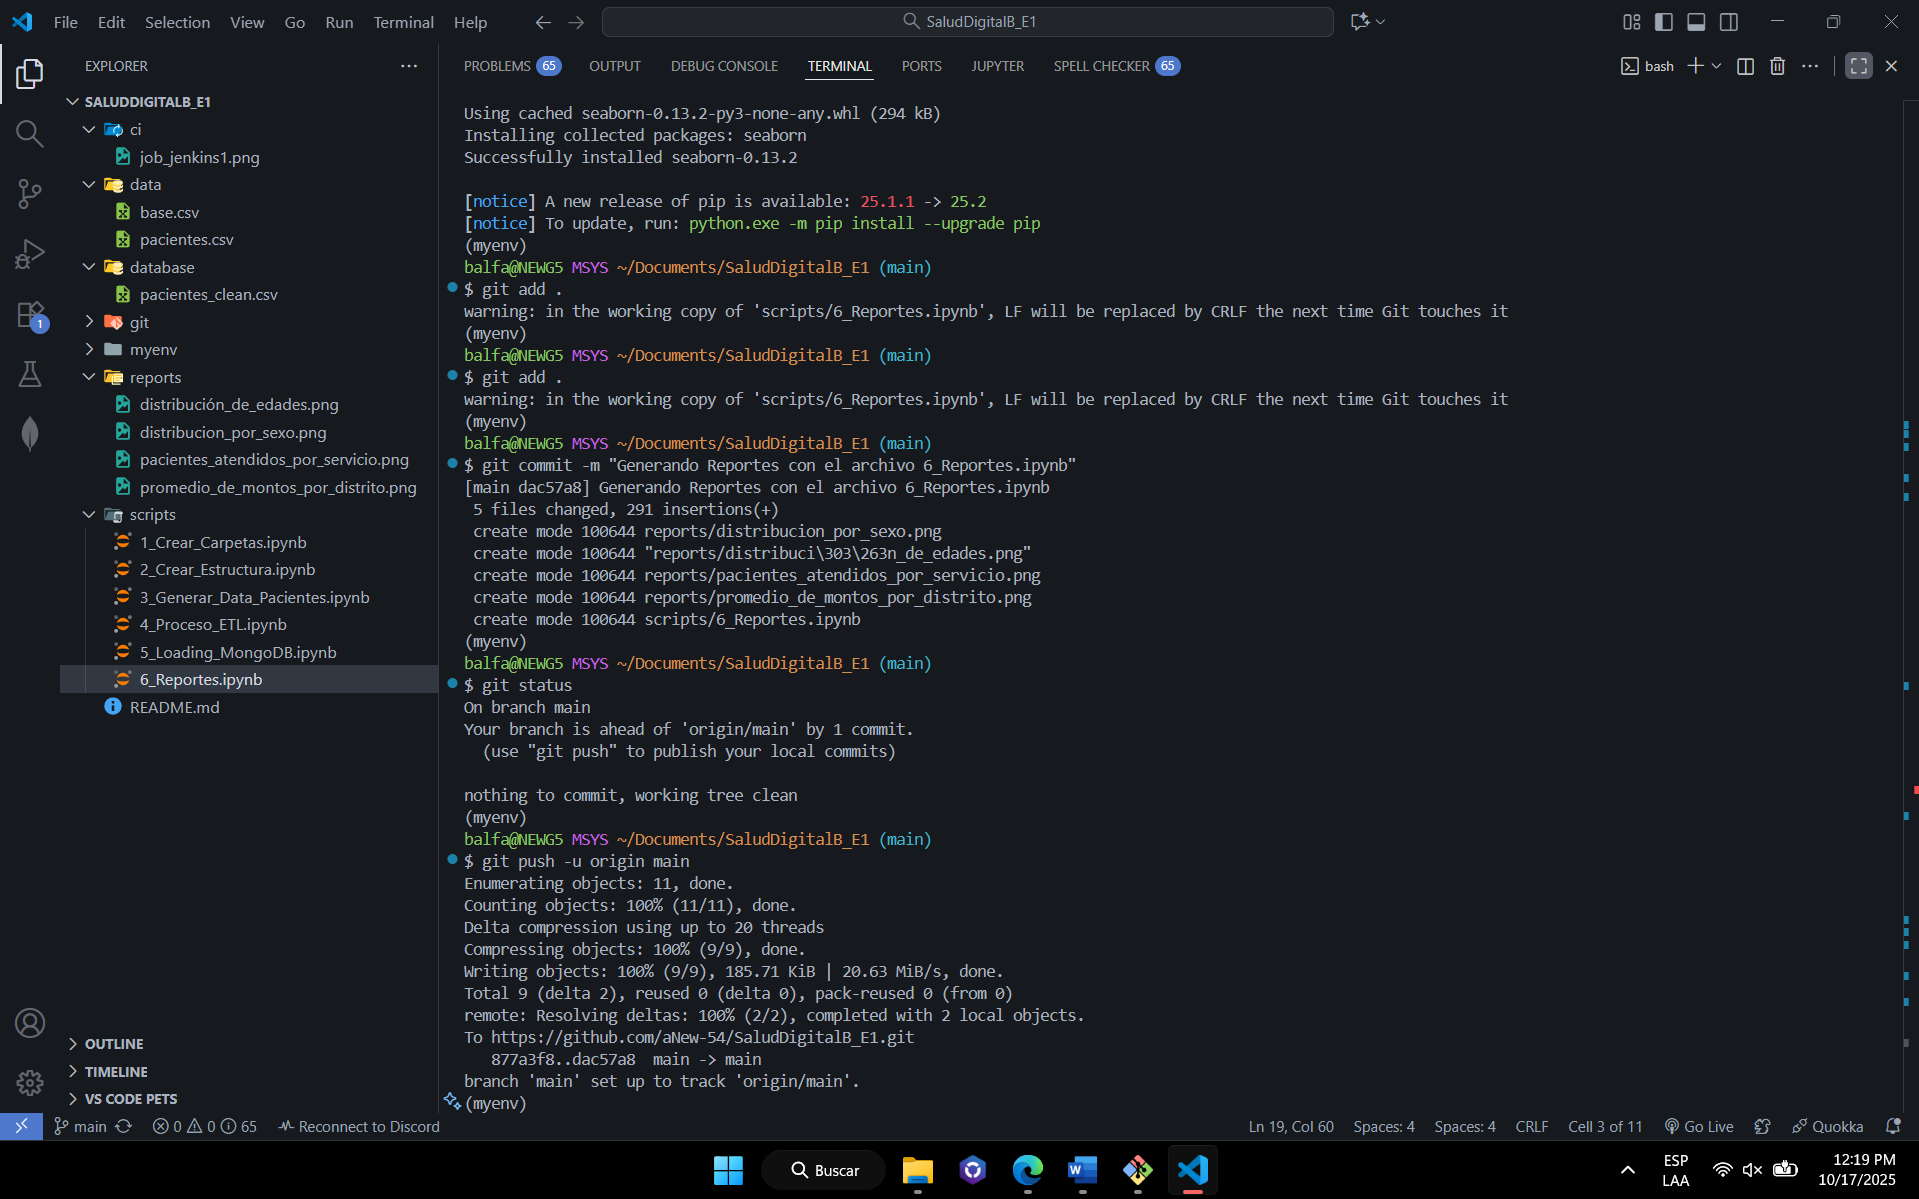 File Edit Selection View Go Run Terminal Help
SaludDigitalB_E1
EXPLORER
SALUDDIGITALB_E1
ci
job_jenkins1.png
data
base.csv
pacientes.csv
database
pacientes_clean.csv
git
myenv
reports
distribución_de_edades.png
distribucion_por_sexo.png
pacientes_atendidos_por_servicio.png
promedio_de_montos_por_distrito.png
scripts
1_Crear_Carpetas.ipynb
2_Crear_Estructura.ipynb
3_Generar_Data_Pacientes.ipynb
4_Proceso_ETL.ipynb
5_Loading_MongoDB.ipynb
6_Reportes.ipynb
README.md
1
OUTLINE
TIMELINE
VS CODE PETS
PROBLEMS 65 OUTPUT DEBUG CONSOLE TERMINAL PORTS JUPYTER SPELL CHECKER 65
bash
Using cached seaborn-0.13.2-py3-none-any.whl (294 kB)
Installing collected packages: seaborn
Successfully installed seaborn-0.13.2
[notice] A new release of pip is available: 25.1.1 -> 25.2
[notice] To update, run: python.exe -m pip install --upgrade pip
(myenv)
balfa@NEWG5 MSYS ~/Documents/SaludDigitalB_E1 (main)
$ git add .
warning: in the working copy of 'scripts/6_Reportes.ipynb', LF will be replaced by CRLF the next time Git touches it
(myenv)
balfa@NEWG5 MSYS ~/Documents/SaludDigitalB_E1 (main)
$ git add .
warning: in the working copy of 'scripts/6_Reportes.ipynb', LF will be replaced by CRLF the next time Git touches it
(myenv)
balfa@NEWG5 MSYS ~/Documents/SaludDigitalB_E1 (main)
$ git commit -m "Generando Reportes con el archivo 6_Reportes.ipynb"
[main dac57a8] Generando Reportes con el archivo 6_Reportes.ipynb
5 files changed, 291 insertions(+)
create mode 100644 reports/distribucion_por_sexo.png
create mode 100644 "reports/distribuci\303\263n_de_edades.png"
create mode 100644 reports/pacientes_atendidos_por_servicio.png
create mode 100644 reports/promedio_de_montos_por_distrito.png
create mode 100644 scripts/6_Reportes.ipynb
(myenv)
balfa@NEWG5 MSYS ~/Documents/SaludDigitalB_E1 (main)
$ git status
On branch main
Your branch is ahead of 'origin/main' by 1 commit.
(use "git push" to publish your local commits)
nothing to commit, working tree clean
(myenv)
balfa@NEWG5 MSYS ~/Documents/SaludDigitalB_E1 (main)
$ git push -u origin main
Enumerating objects: 11, done.
Counting objects: 100% (11/11), done.
Delta compression using up to 20 threads
Compressing objects: 100% (9/9), done.
Writing objects: 100% (9/9), 185.71 KiB | 20.63 MiB/s, done.
Total 9 (delta 2), reused 0 (delta 0), pack-reused 0 (from 0)
remote: Resolving deltas: 100% (2/2), completed with 2 local objects.
To https://github.com/aNew-54/SaludDigitalB_E1.git
877a3f8..dac57a8 main -> main
branch 'main' set up to track 'origin/main'.
(myenv)
main 0 0 65 Reconnect to Discord Ln 19, Col 60 Spaces: 4 Spaces: 4 CRLF Cell 3 of 11 Go Live Quokka
Buscar
ESP
LAA
12:19 PM
10/17/2025